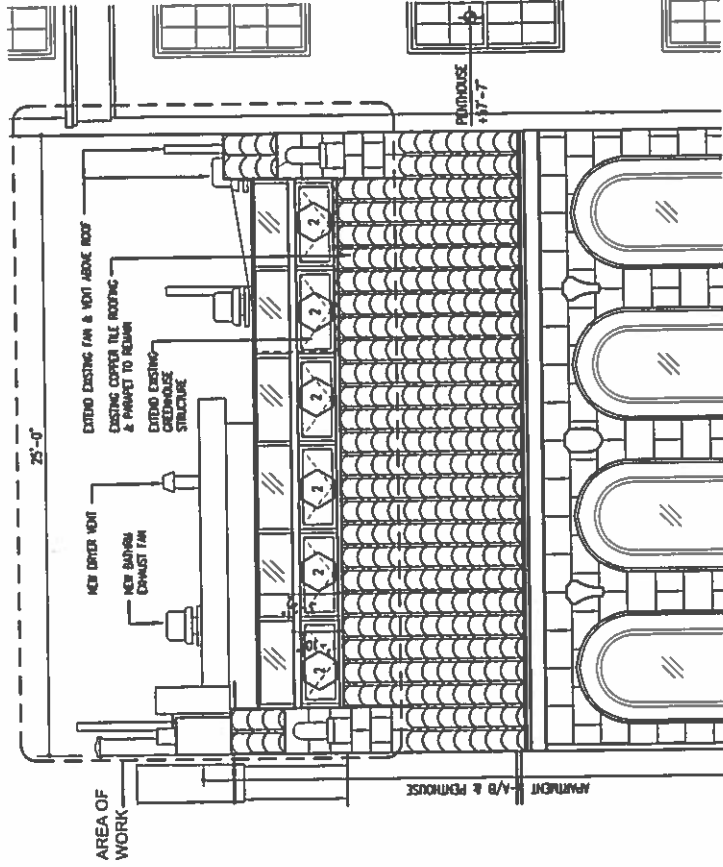 25'-0"
EXTEND EXISTING FAN & VENT ABOVE ROOF
EXISTING COPPER TILE ROOFING
& PARAPET TO REMAIN
EXTEND EXISTING
GREENHOUSE
STRUCTURE
NEW DRYER VENT
NEW BATHRM
EXHAUST FAN
AREA OF
WORK
PENTHOUSE
+57'-7"
2
2
2
2
2
2
APARTMENT -A/B & PENTHOUSE